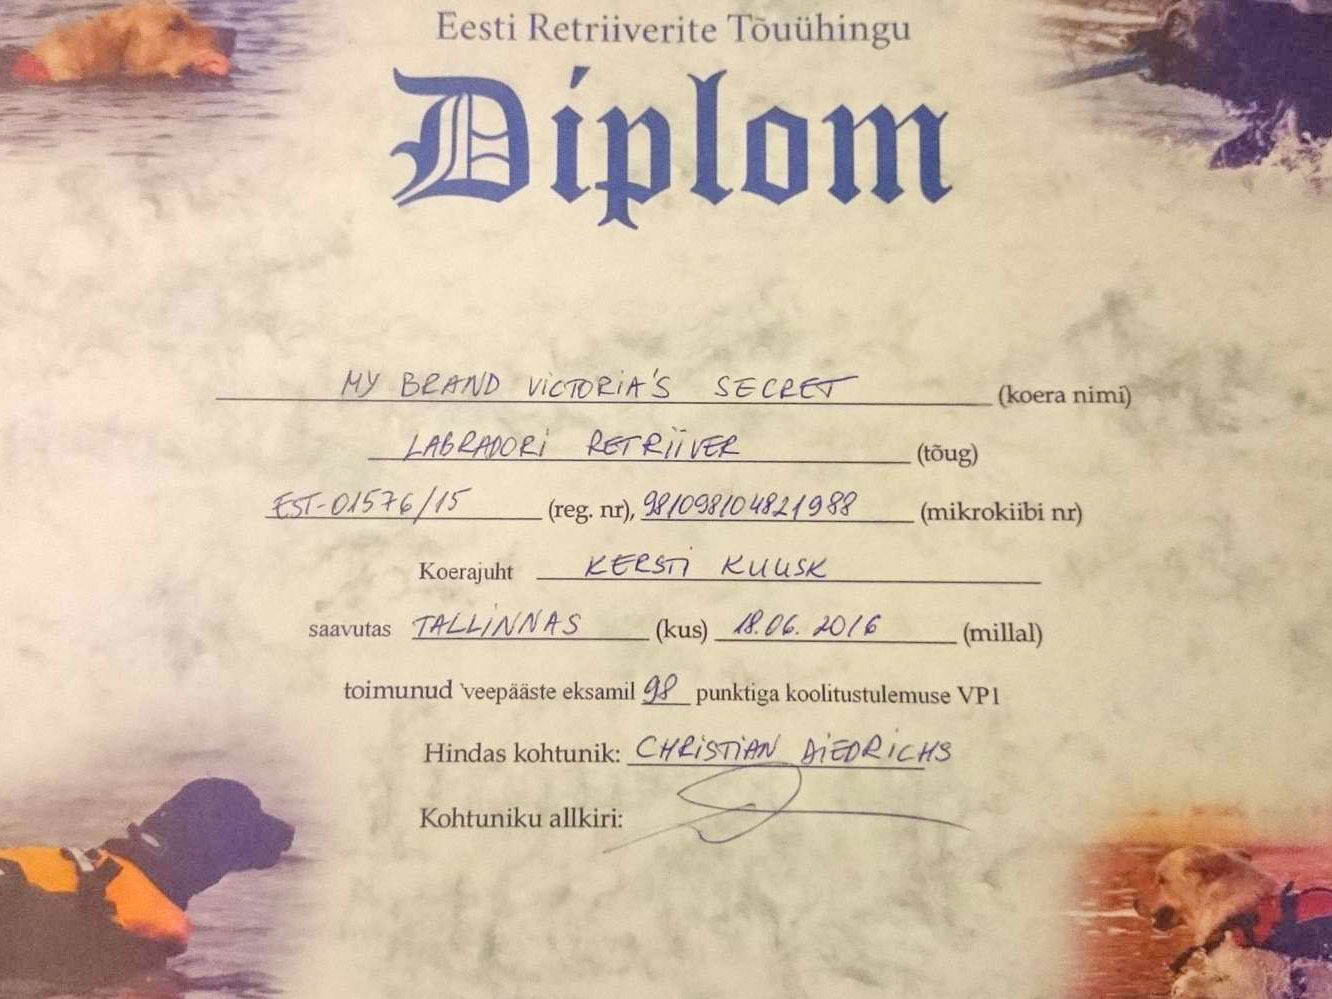 Eesti Retriiverite Tõuühingu
Diplom
MY BRAND VICTORIA'S SECRET (koera nimi)
LABRADORI RETRIIVER (tõug)
EST-01576/15 (reg. nr), 981098104821988 (mikrokiibi nr)
Koerajuht KERSTI KUUSK
saavutas TALLINNAS (kus) 18.06.2016 (millal)
toimunud veepääste eksamil 98 punktiga koolitustulemuse VP1
Hindas kohtunik: CHRISTIAN DIEDRICHS
Kohtuniku allkiri: